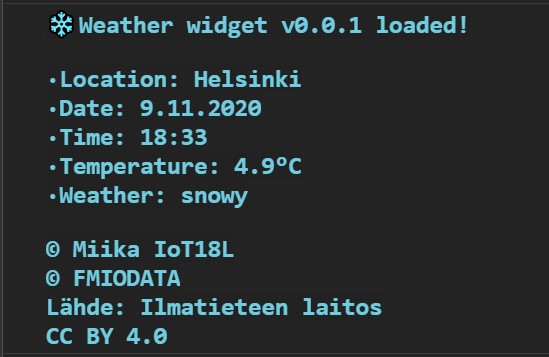 ❄Weather widget v0.0.1 loaded!
·Location: Helsinki
·Date: 9.11.2020
·Time: 18:33
·Temperature: 4.9°C
·Weather: snowy
© Miika IoT18L
© FMIODATA
Lähde: Ilmatieteen laitos
CC BY 4.0